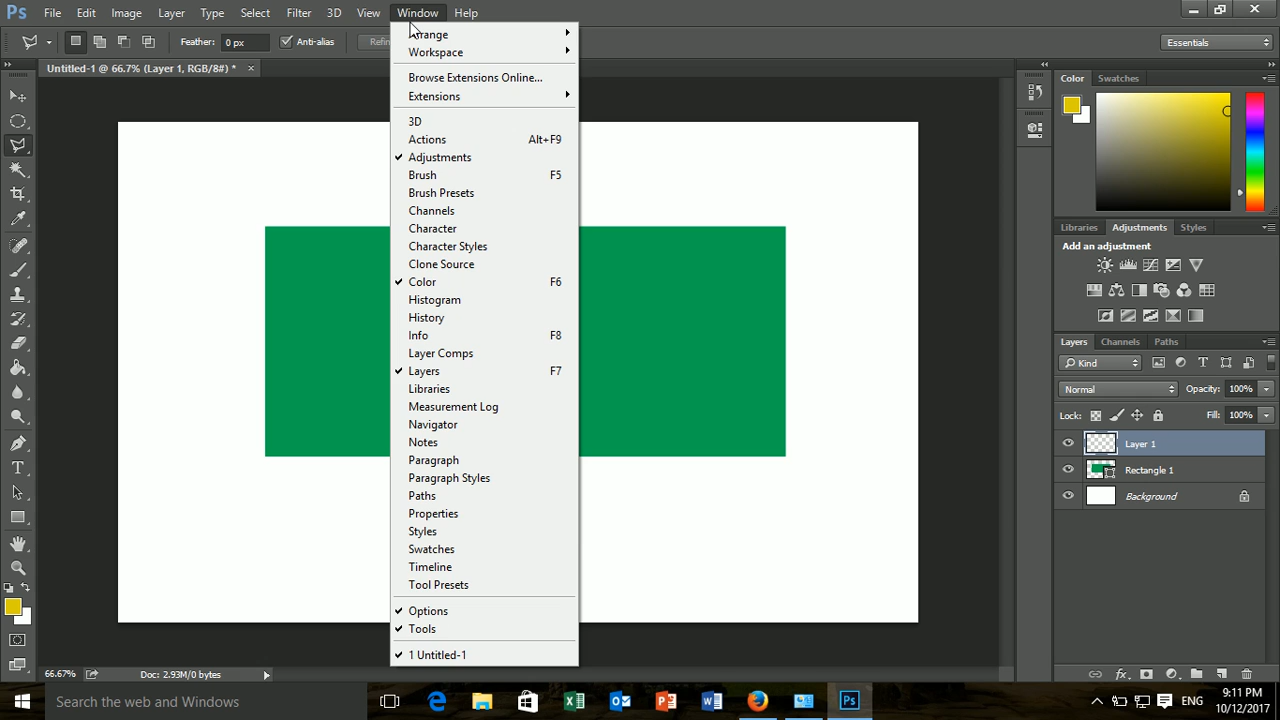 Ps File Edit Image Layer Type Select Filter 3D View Window Help
Feather: 0 px Anti-alias Essentials
Untitled-1 @ 66.7% (Layer 1, RGB/8#) * ×
Workspace
Browse Extensions Online...
Extensions
3D
Actions Alt+F9
Adjustments
Brush F5
Brush Presets
Channels
Character
Character Styles
Clone Source
Color F6
Histogram
History
Info F8
Layer Comps
Layers F7
Libraries
Measurement Log
Navigator
Notes
Paragraph
Paragraph Styles
Paths
Properties
Styles
Swatches
Timeline
Tool Presets
Options
Tools
1 Untitled-1
Color Swatches
Libraries Adjustments Styles
Add an adjustment
Layers Channels Paths
Kind
Normal Opacity: 100%
Lock: Fill: 100%
Layer 1
Rectangle 1
Background
66.67% Doc: 2.93M/0 bytes
Search the web and Windows
Ps
ENG
9:11 PM
10/12/2017